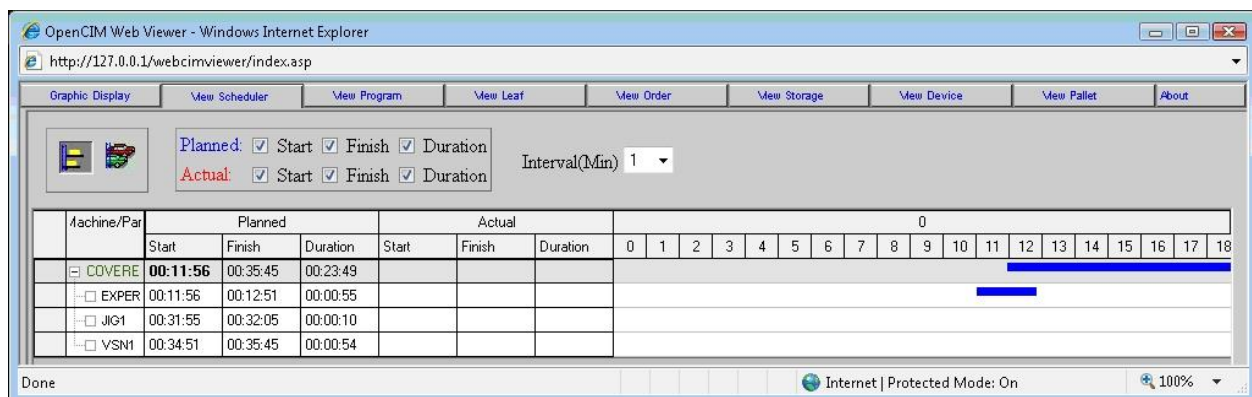 OpenCIM Web Viewer - Windows Internet Explorer
http://127.0.0.1/webcimviewer/index.asp
Graphic Display View Scheduler View Program View Leaf View Order View Storage View Device View Pallet About
Planned: Start Finish Duration
Interval(Min) 1
Actual: Start Finish Duration
Machine/Par Planned Actual 0
Start Finish Duration Start Finish Duration 0 1 2 3 4 5 6 7 8 9 10 11 12 13 14 15 16 17 18
COVERE 00:11:56 00:35:45 00:23:49
EXPER 00:11:56 00:12:51 00:00:55
JIG1 00:31:55 00:32:05 00:00:10
VSN1 00:34:51 00:35:45 00:00:54
Done Internet | Protected Mode: On 100%